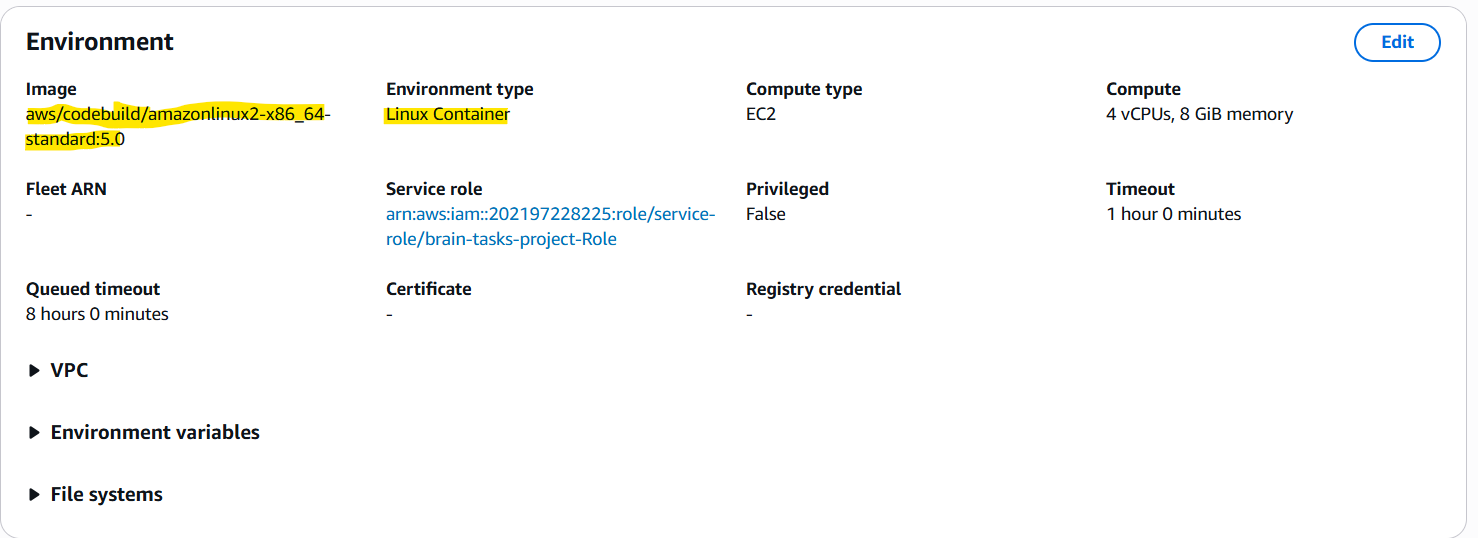 Environment
Edit
Image
Environment type
Compute type
Compute
aws/codebuild/amazonlinux2-x86_64-
standard:5.0
Linux Container
EC2
4 vCPUs, 8 GiB memory
Fleet ARN
Service role
Privileged
Timeout
-
arn:aws:iam::202197228225:role/service-
role/brain-tasks-project-Role
False
1 hour 0 minutes
Queued timeout
Certificate
Registry credential
8 hours 0 minutes
-
-
VPC
Environment variables
File systems